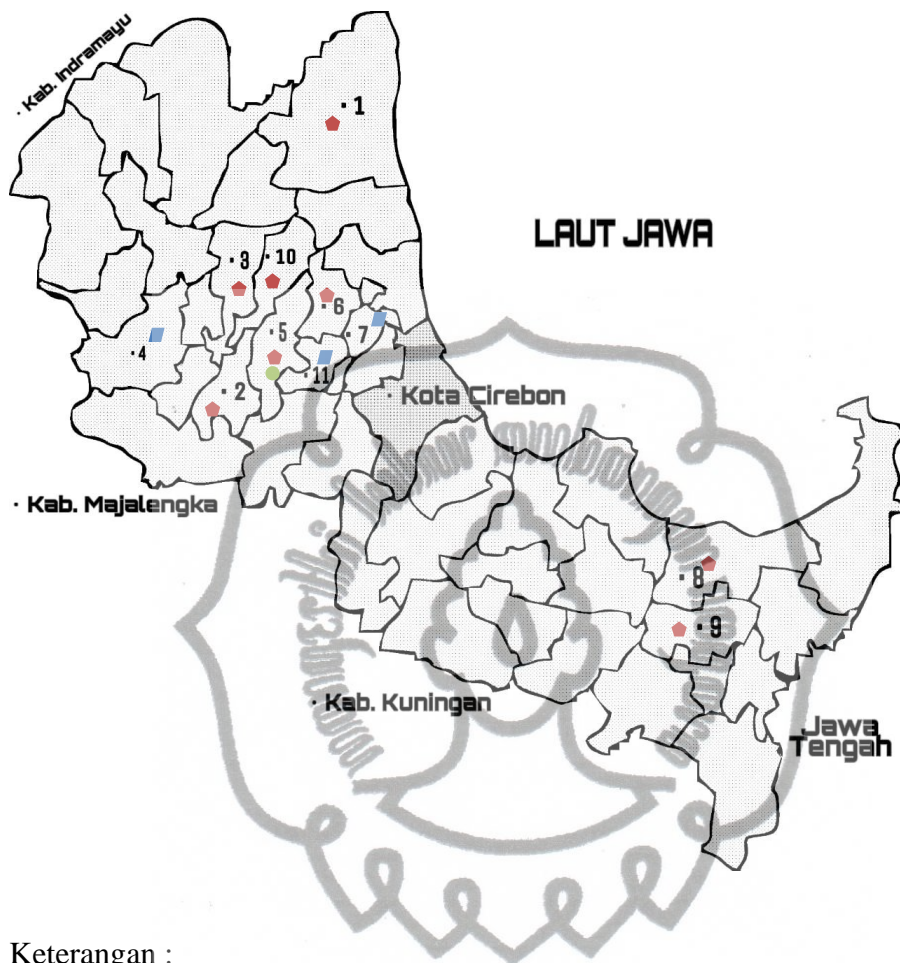 · Kab. Indramayu
· 1
LAUT JAWA
· 3
· 10
· 6
· 5
· 7
· 4
· 11
· 2
· Kota Cirebon
· Kab. Majalengka
· 8
· 9
· Kab. Kuningan
Jawa
Tengah
Keterangan :